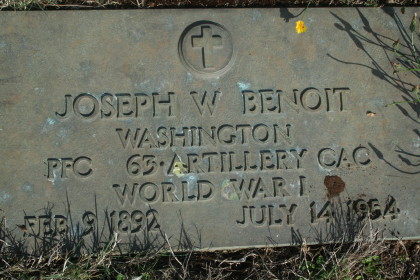 JOSEPH W BENOIT
WASHINGTON
PFC 63·ARTILLERY CAC
WORLD WAR I
FEB 9 1892 JULY 14 1954